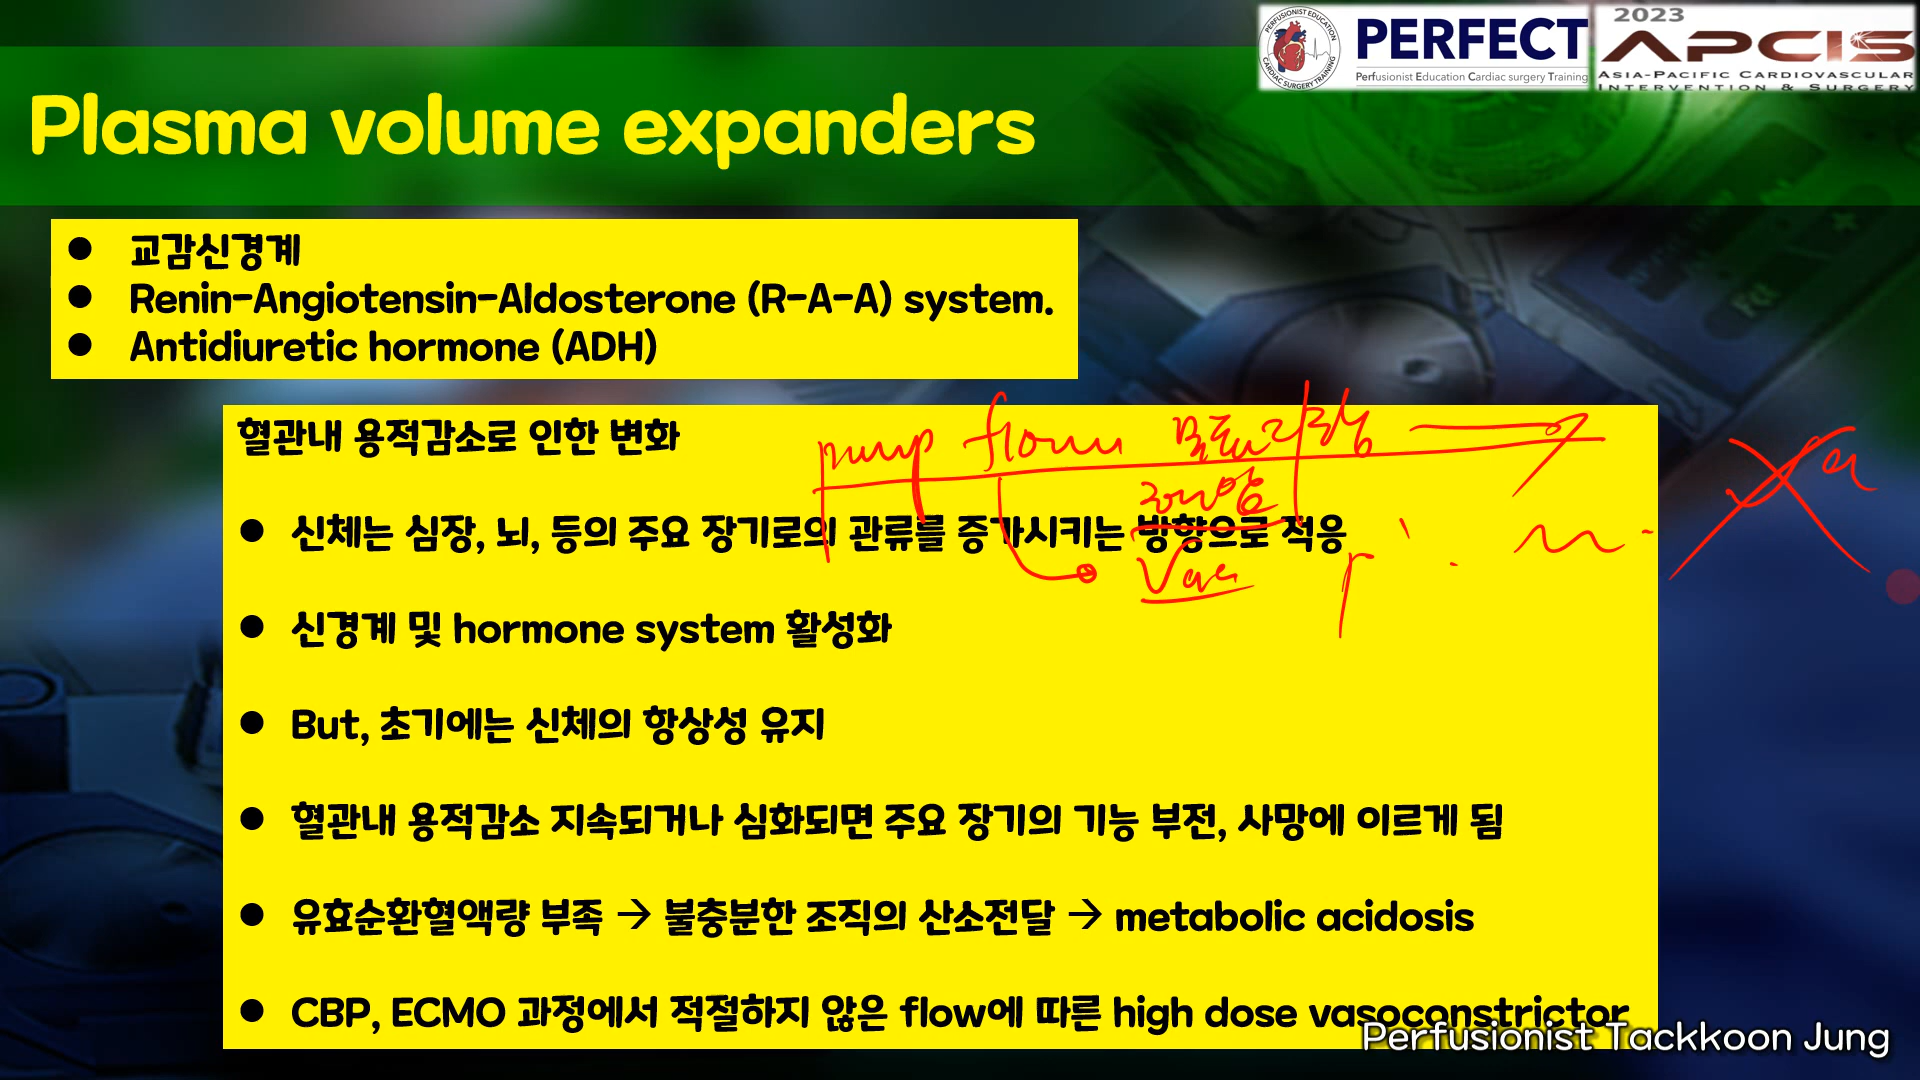 PERFUSIONIST EDUCATION
CARDIAC SURGERY TRAINING
PERFECT
Perfusionist Education Cardiac surgery Training
2023
APCIS
ASIA-PACIFIC CARDIOVASCULAR
INTERVENTION & SURGERY
Plasma volume expanders
● 교감신경계
● Renin-Angiotensin-Aldosterone (R-A-A) system.
● Antidiuretic hormone (ADH)
혈관내 용적감소로 인한 변화
pump flow
● 신체는 심장, 뇌, 등의 주요 장기로의 관류를 증가시키는 방향으로 적응
● 신경계 및 hormone system 활성화
● But, 초기에는 신체의 항상성 유지
● 혈관내 용적감소 지속되거나 심화되면 주요 장기의 기능 부전, 사망에 이르게 됨
● 유효순환혈액량 부족 → 불충분한 조직의 산소전달 → metabolic acidosis
● CBP, ECMO 과정에서 적절하지 않은 flow에 따른 high dose vasoconstrictor
Perfusionist Tackkoon Jung